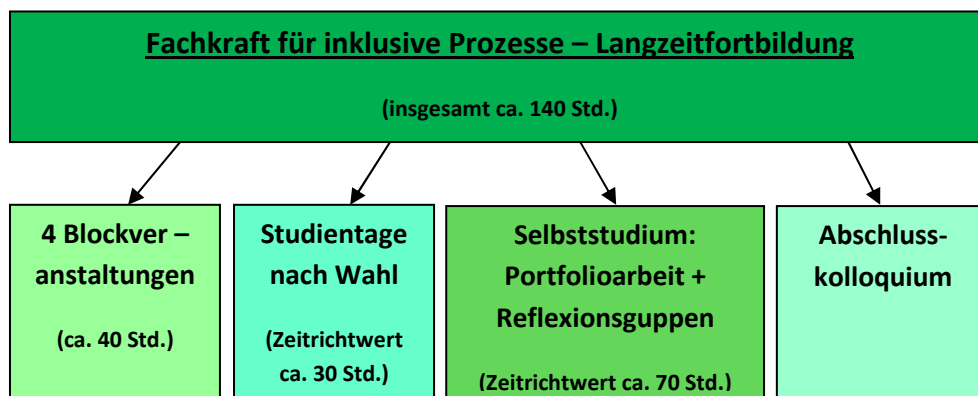 Fachkraft für inklusive Prozesse – Langzeitfortbildung
(insgesamt ca. 140 Std.)
4 Blockver –
anstaltungen
(ca. 40 Std.)
Studientage
nach Wahl
(Zeitrichtwert
ca. 30 Std.)
Selbststudium:
Portfolioarbeit +
Reflexionsguppen
(Zeitrichtwert ca. 70 Std.)
Abschluss-
kolloquium